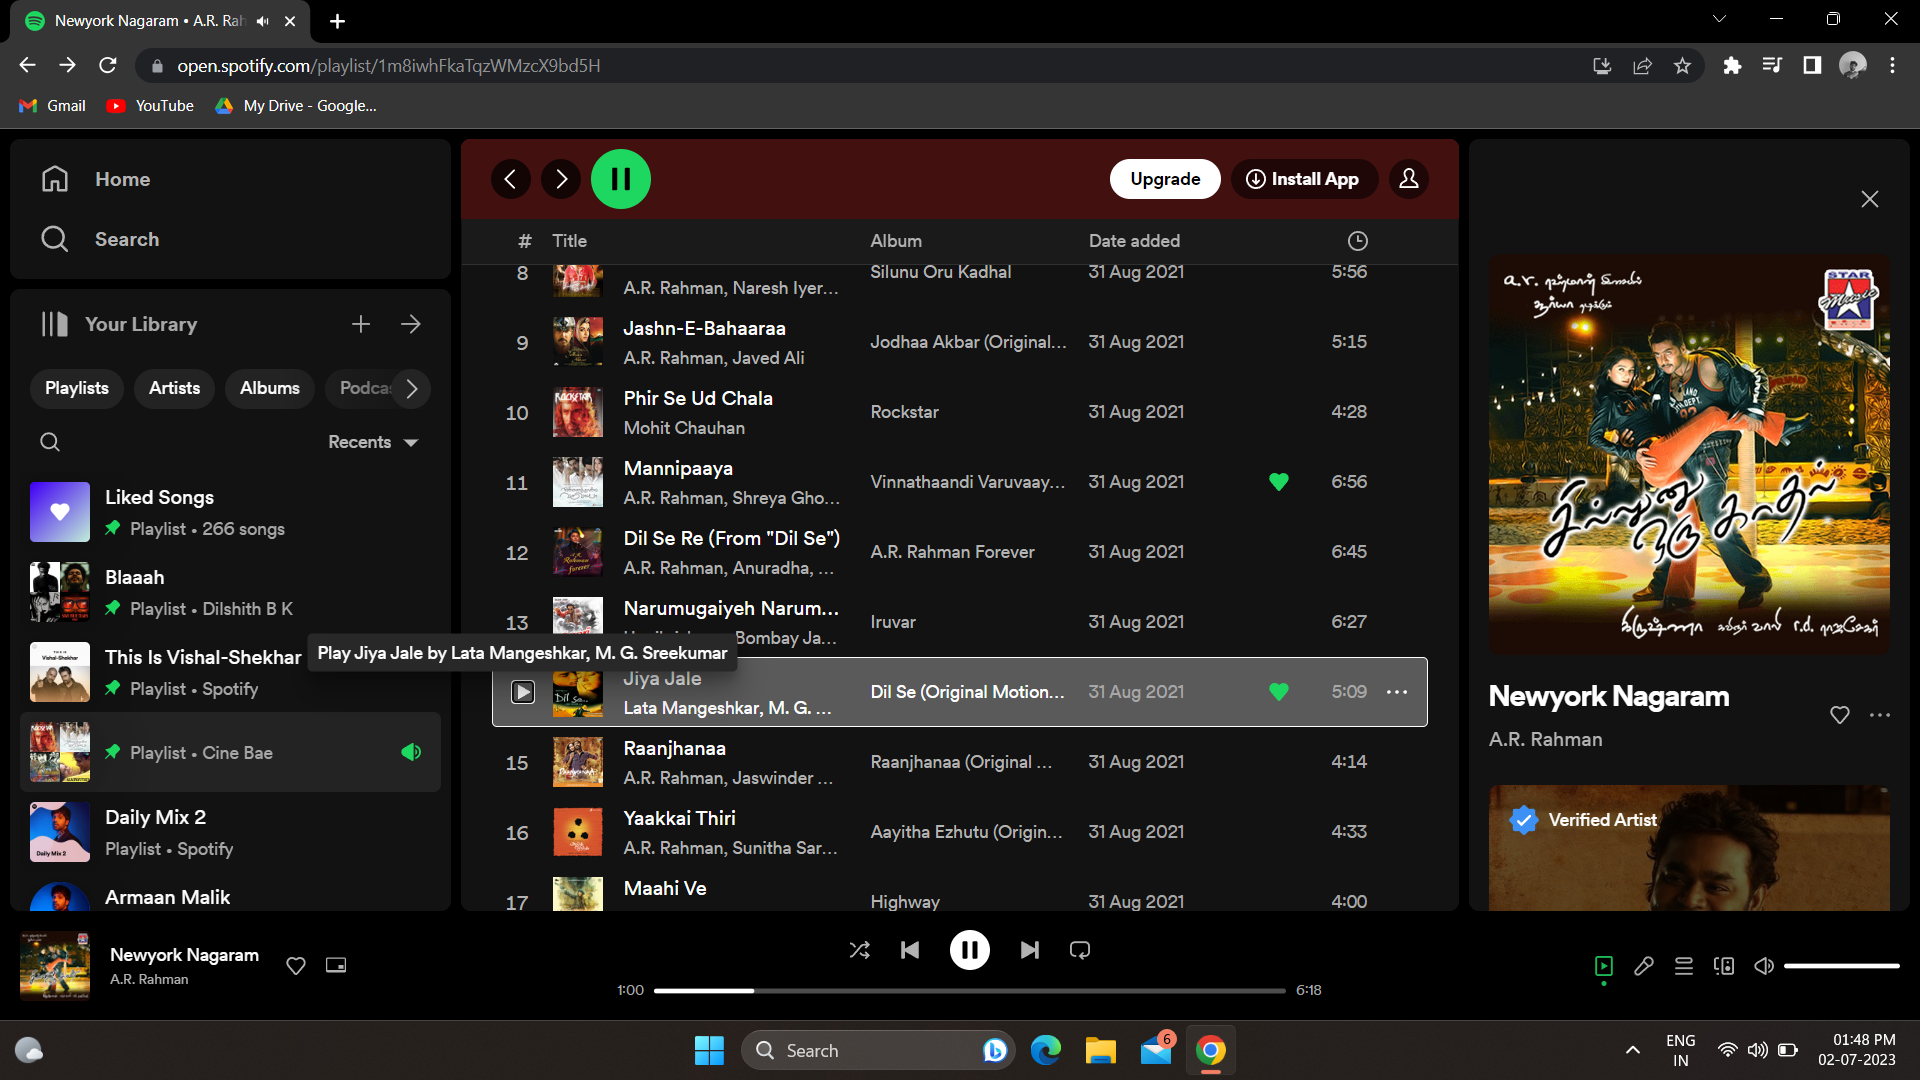 Newyork Nagaram • A.R. Rah
open.spotify.com/playlist/1m8iwhFkaTqzWMzcX9bd5H
Gmail
YouTube
My Drive - Google...
Home
Search
Your Library
Playlists
Artists
Albums
Podcas
Recents
Liked Songs
Playlist • 266 songs
Blaaah
Playlist • Dilshith B K
This Is Vishal-Shekhar
Playlist • Spotify
Playlist • Cine Bae
Daily Mix 2
Playlist • Spotify
Armaan Malik
Upgrade
Install App
# Title Album Date added
8 Silunu Oru Kadhal 31 Aug 2021 5:56
A.R. Rahman, Naresh Iyer...
Jashn-E-Bahaaraa
9 Jodhaa Akbar (Original... 31 Aug 2021 5:15
A.R. Rahman, Javed Ali
Phir Se Ud Chala
10 Rockstar 31 Aug 2021 4:28
Mohit Chauhan
Mannipaaya
11 Vinnathaandi Varuvaay... 31 Aug 2021 6:56
A.R. Rahman, Shreya Gho...
Dil Se Re (From "Dil Se")
12 A.R. Rahman Forever 31 Aug 2021 6:45
A.R. Rahman, Anuradha, ...
Narumugaiyeh Narum...
13 Iruvar 31 Aug 2021 6:27
Bombay Ja...
Play Jiya Jale by Lata Mangeshkar, M. G. Sreekumar
Jiya Jale
Dil Se (Original Motion... 31 Aug 2021 5:09
Lata Mangeshkar, M. G. ...
Raanjhanaa
15 Raanjhanaa (Original ... 31 Aug 2021 4:14
A.R. Rahman, Jaswinder ...
Yaakkai Thiri
16 Aayitha Ezhutu (Origin... 31 Aug 2021 4:33
A.R. Rahman, Sunitha Sar...
Maahi Ve
17 Highway 31 Aug 2021 4:00
STAR
Music
சில்லுனு
ஒரு காதல்
Newyork Nagaram
A.R. Rahman
Verified Artist
Newyork Nagaram
A.R. Rahman
1:00
6:18
Search
6
ENG
IN
01:48 PM
02-07-2023